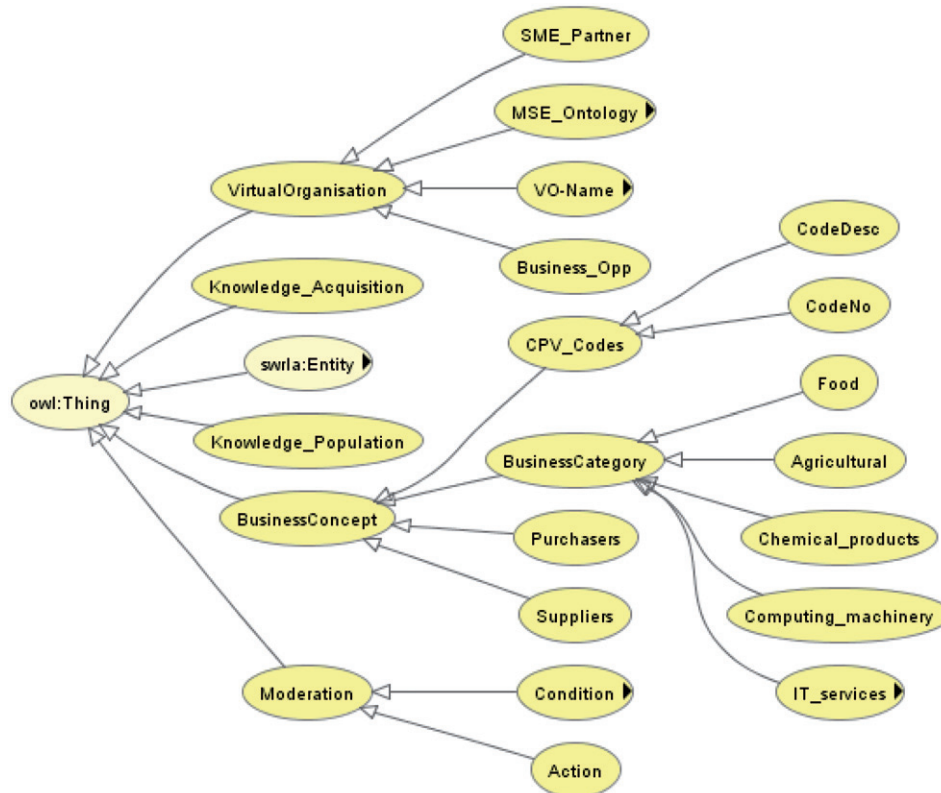 SME_Partner
MSE_Ontology
VirtualOrganisation
VO-Name
CodeDesc
Business_Opp
Knowledge_Acquisition
CodeNo
CPV_Codes
swrla:Entity
Food
owl:Thing
Knowledge_Population
BusinessCategory
Agricultural
BusinessConcept
Purchasers
Chemical_products
Suppliers
Computing_machinery
Moderation
Condition
IT_services
Action